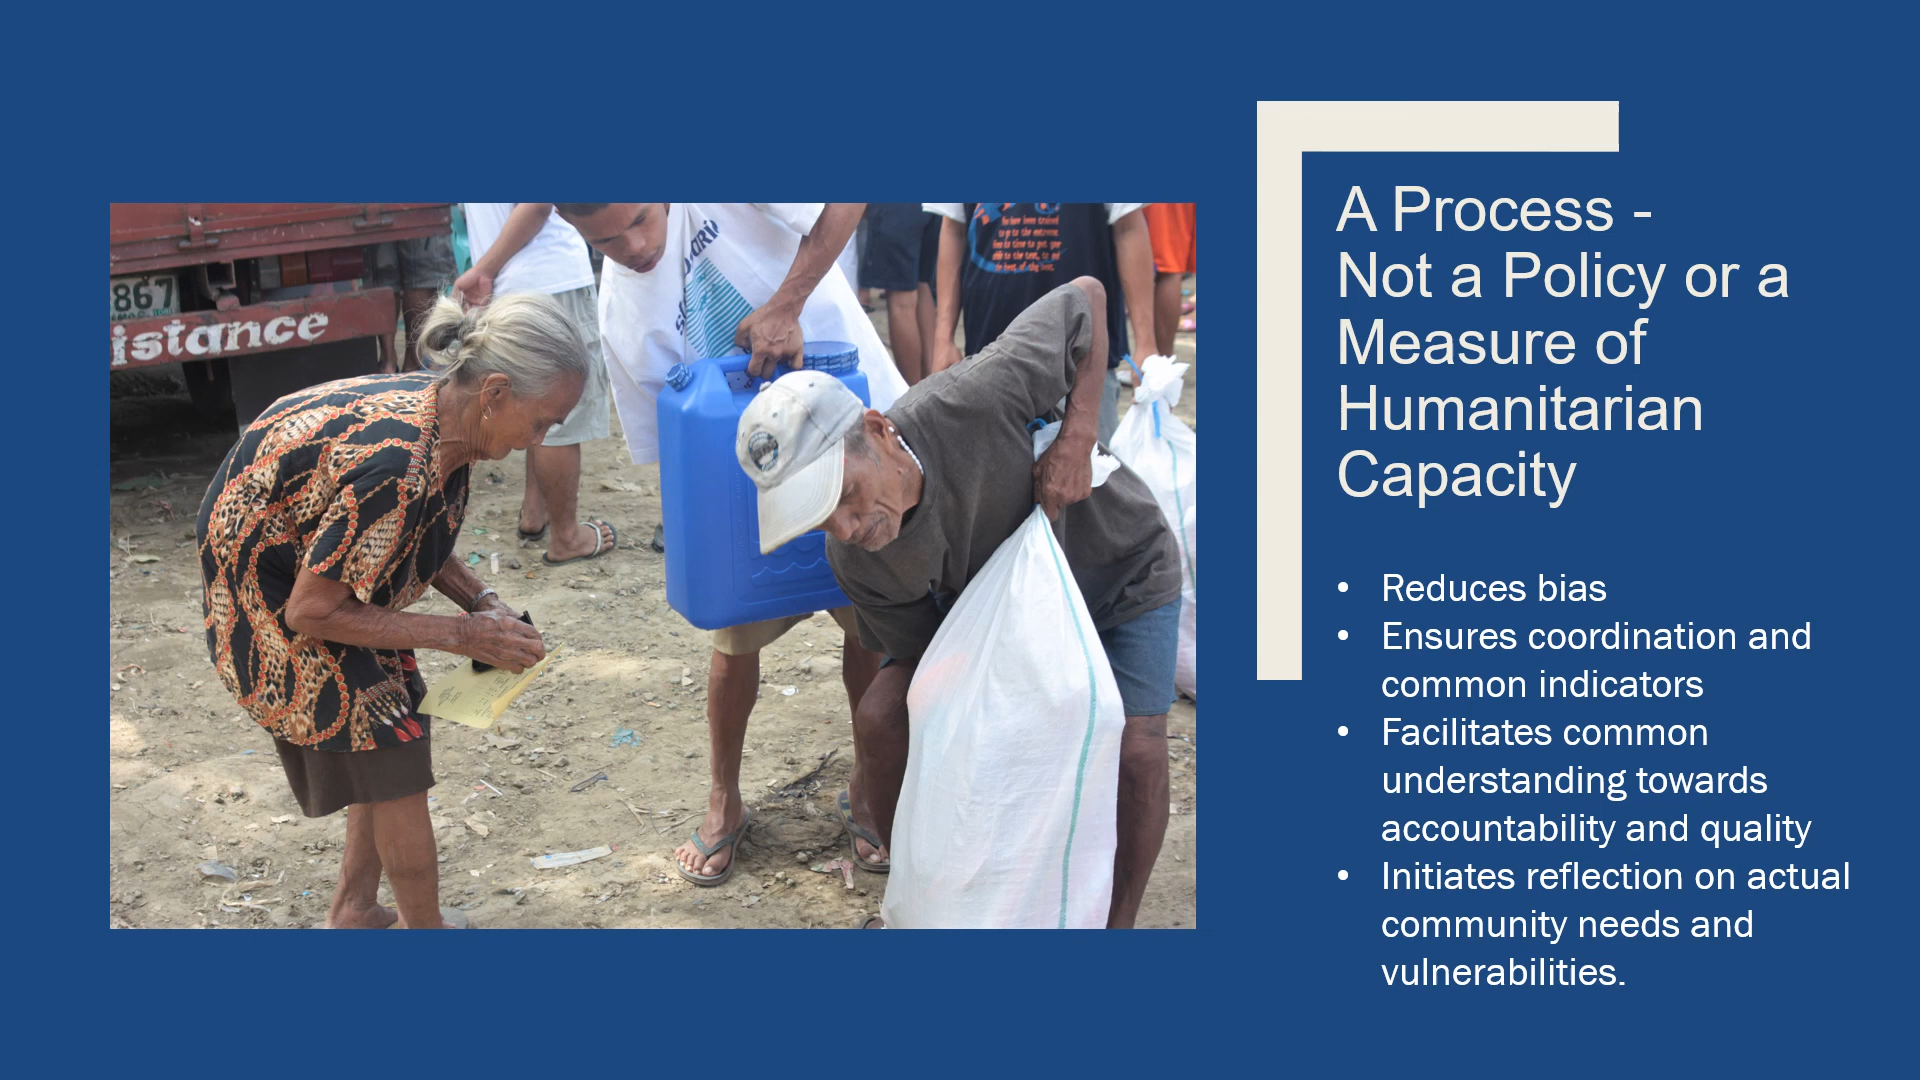 A Process -
Not a Policy or a
Measure of
Humanitarian
Capacity
• Reduces bias
• Ensures coordination and
common indicators
• Facilitates common
understanding towards
accountability and quality
• Initiates reflection on actual
community needs and
vulnerabilities.
867
istance